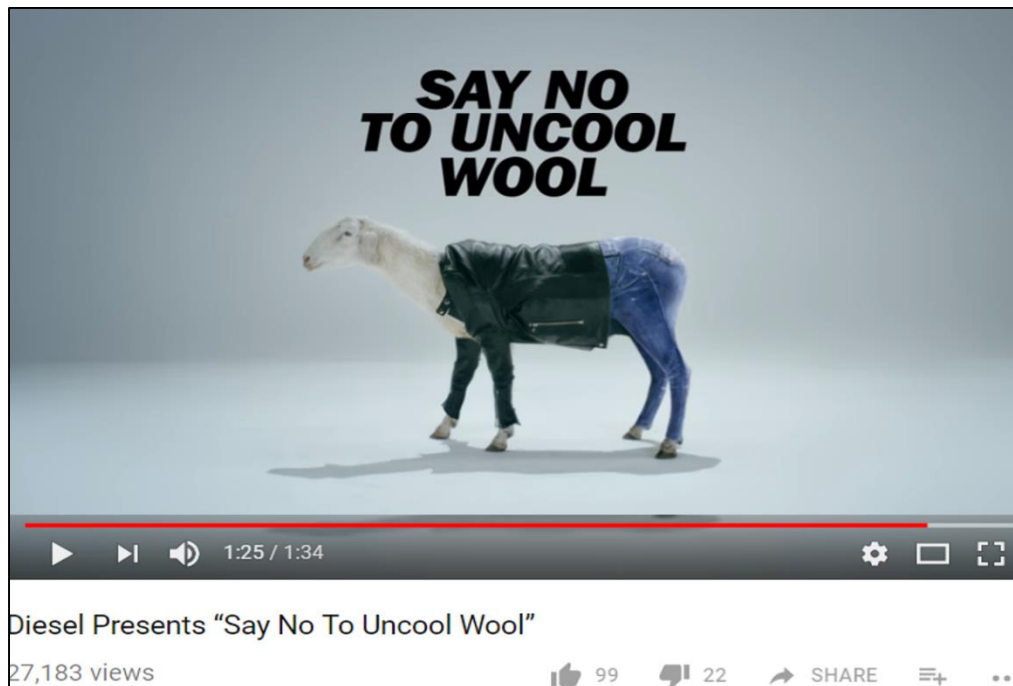 SAY NO
TO UNCOOL
WOOL
1:25 / 1:34
Diesel Presents “Say No To Uncool Wool”
27,183 views
99
22
SHARE